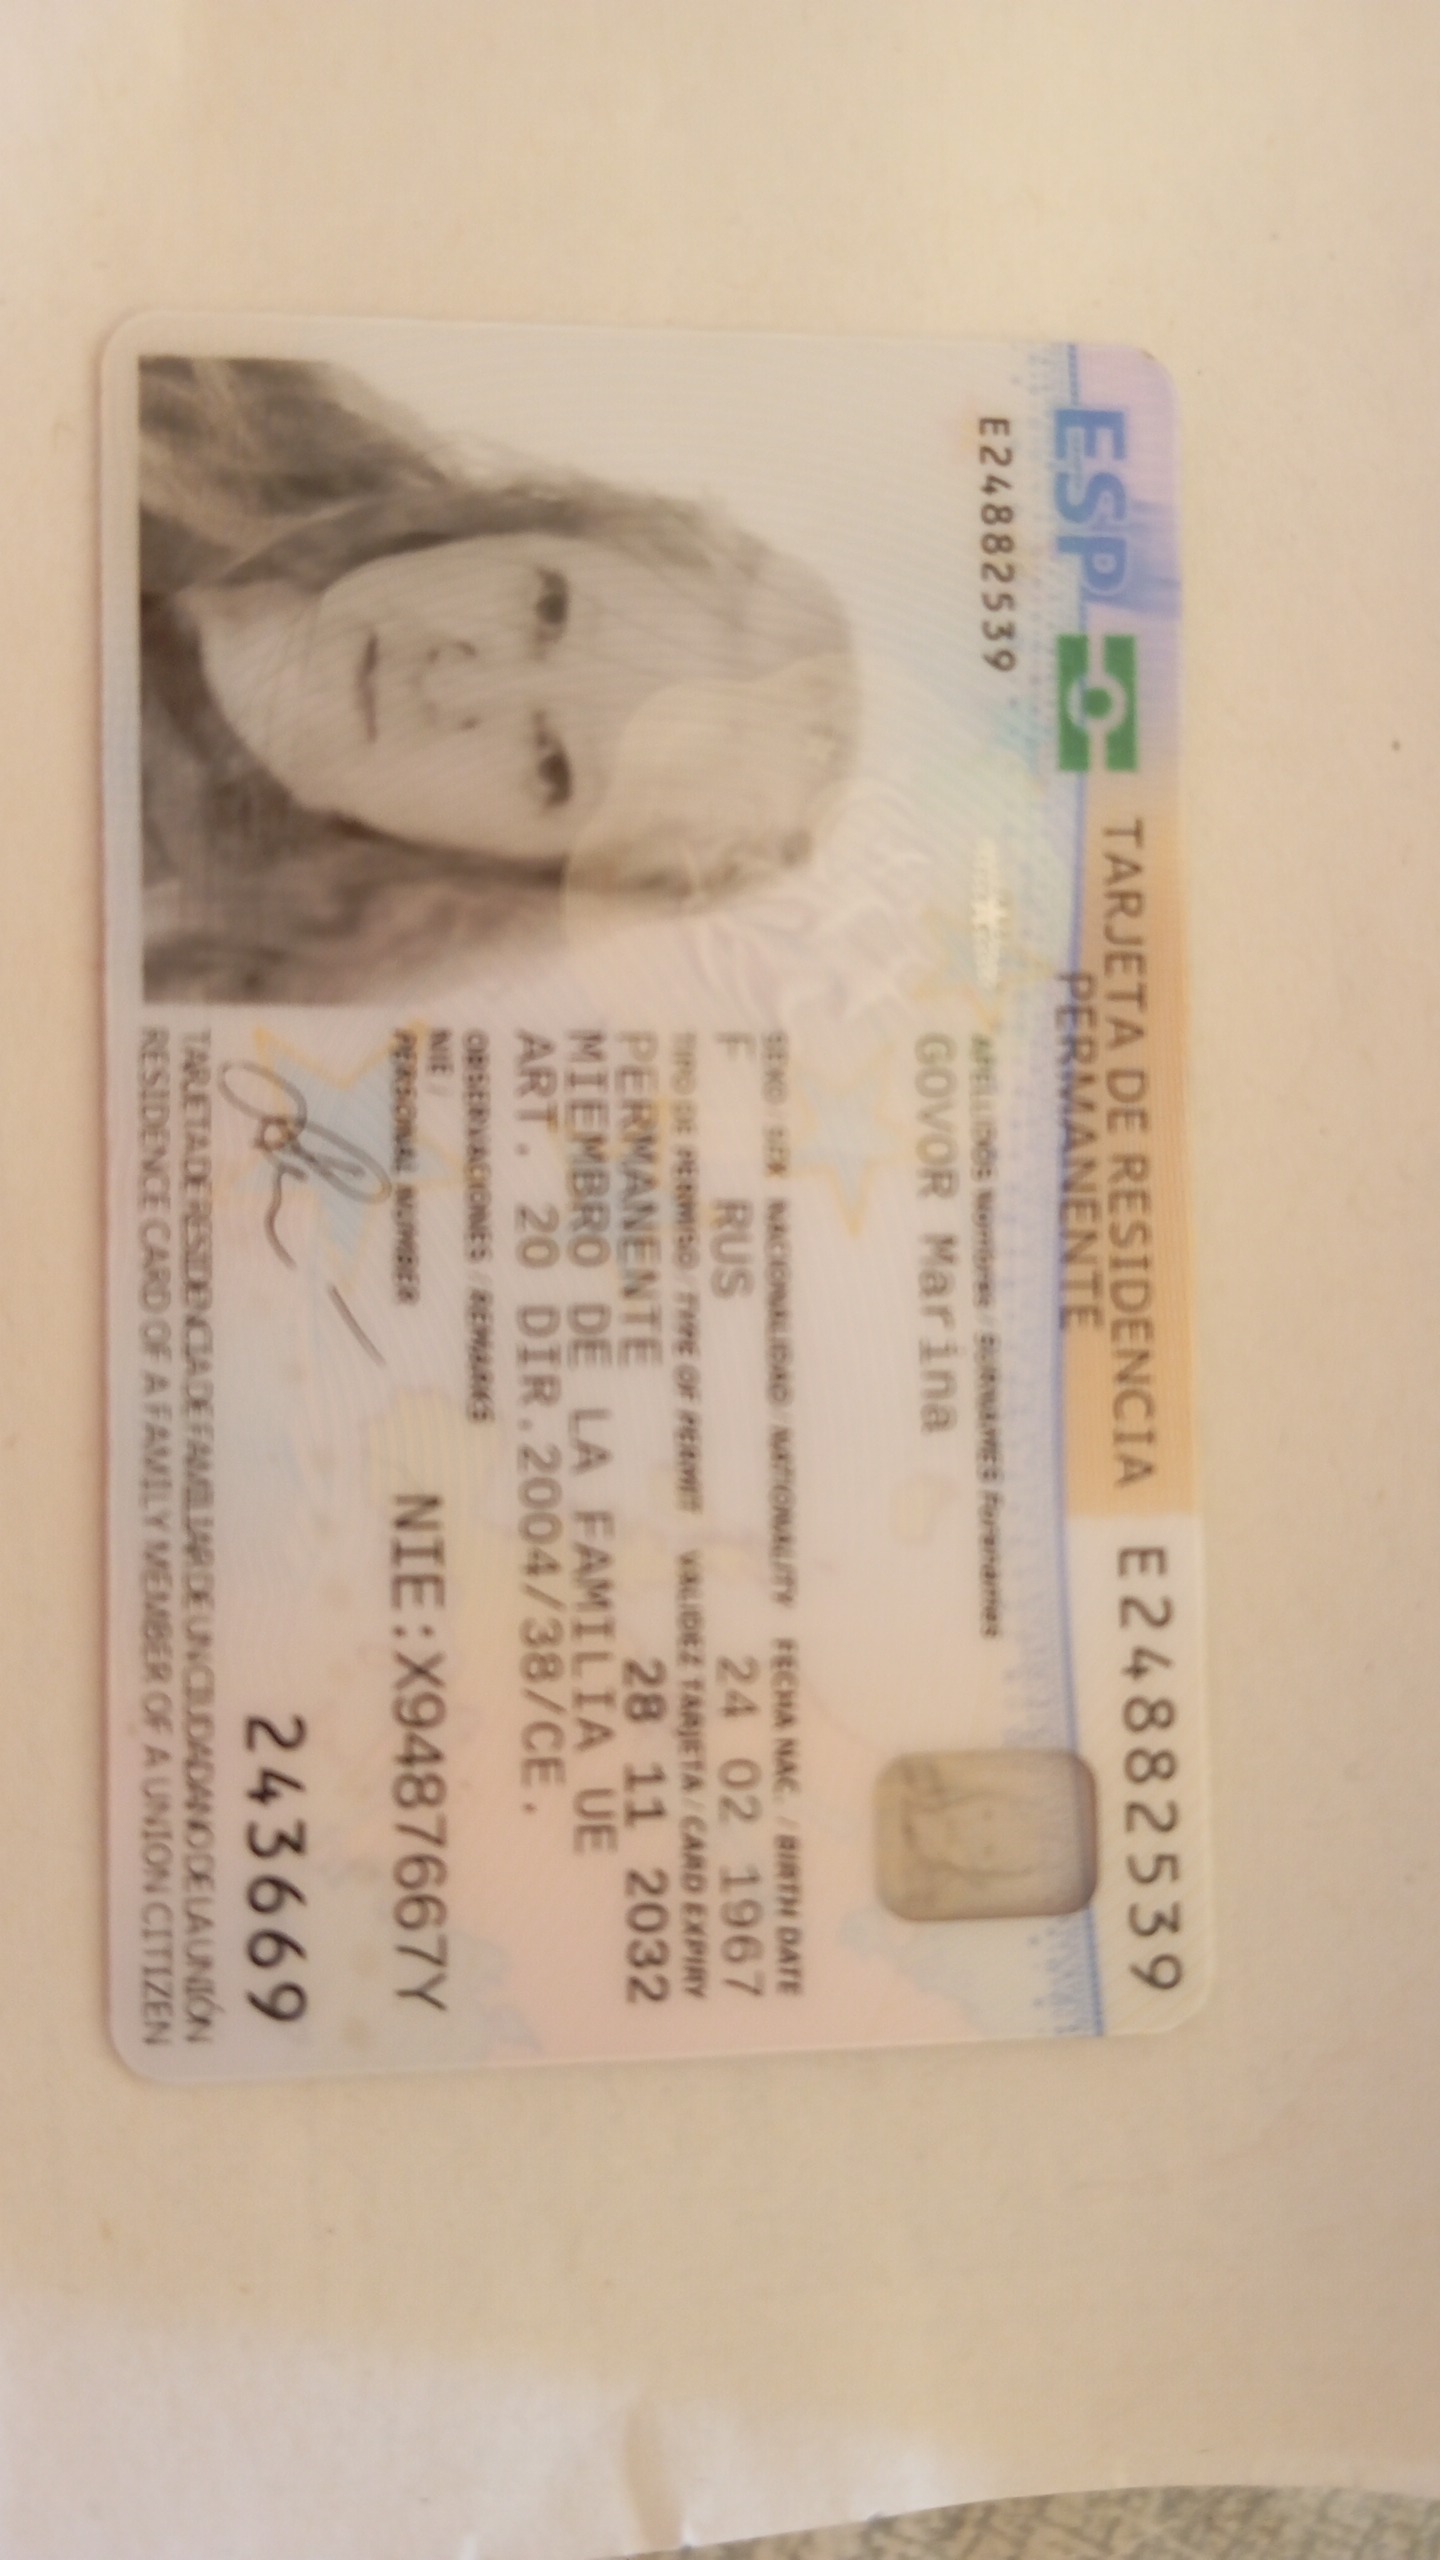 ESP TARJETA DE RESIDENCIA E24882539
PERMANENTE
E24882539
APELLIDOS Nombres / SURNAMES Forenames
GOVOR Marina
SEXO / SEX NACIONALIDAD / NATIONALITY FECHA NAC. / BIRTH DATE
F RUS 24 02 1967
TIPO DE PERMISO / TYPE OF PERMIT VALIDEZ TARJETA / CARD EXPIRY
PERMANENTE 28 11 2032
MIEMBRO DE LA FAMILIA UE
ART. 20 DIR.2004/38/CE.
OBSERVACIONES / REMARKS
NIE /
PERSONAL NUMBER NIE:X9487667Y
243669
TARJETA DE RESIDENCIA DE FAMILIAR DE UN CIUDADANO DE LA UNIÓN
RESIDENCE CARD OF A FAMILY MEMBER OF A UNION CITIZEN